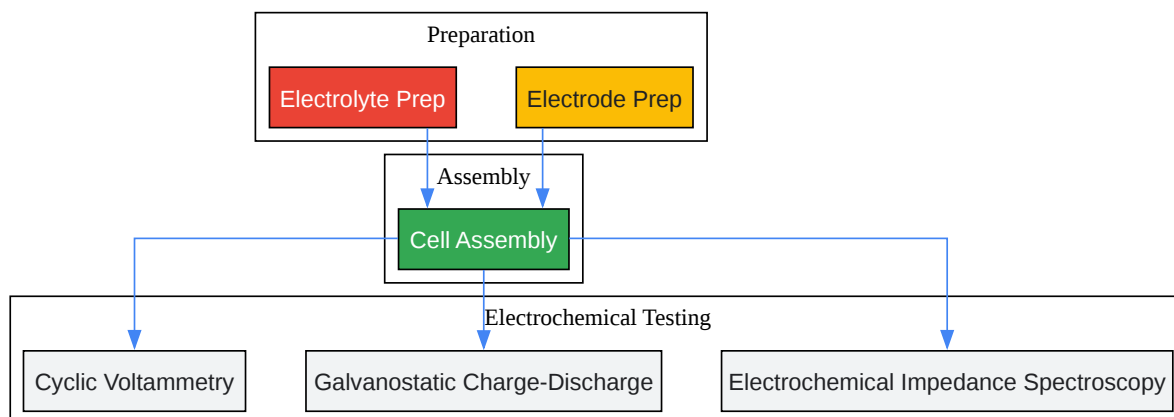 Preparation
Electrolyte Prep
Electrode Prep
Assembly
Cell Assembly
Electrochemical Testing
Cyclic Voltammetry
Galvanostatic Charge-Discharge
Electrochemical Impedance Spectroscopy